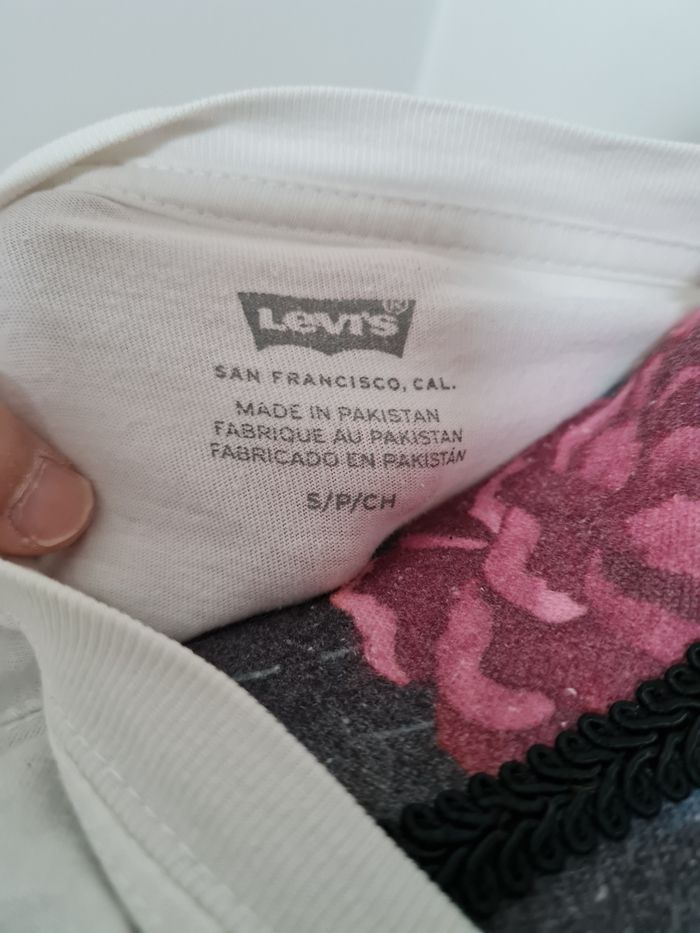 Levi's ®
SAN FRANCISCO, CAL.
MADE IN PAKISTAN
FABRIQUE AU PAKISTAN
FABRICADO EN PAKISTÁN
S/P/CH